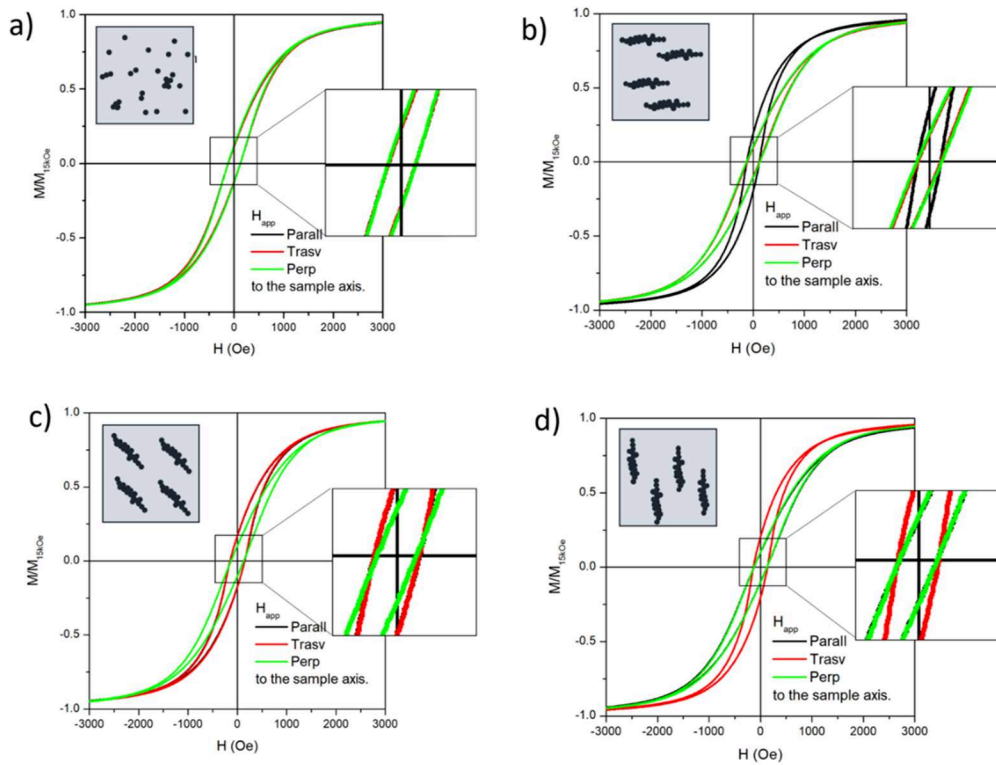 a)
1.0
0.5
0.0
-0.5
-1.0
M/M15kOe
Happ
Parall
Trasv
Perp
to the sample axis.
-3000 -2000 -1000 0 1000 2000 3000
H (Oe)
b)
1.0
0.5
0.0
-0.5
-1.0
M/M15kOe
Happ
Parall
Trasv
Perp
to the sample axis.
-3000 -2000 -1000 0 1000 2000 3000
H (Oe)
c)
1.0
0.5
0.0
-0.5
-1.0
M/M15kOe
Happ
Parall
Trasv
Perp
to the sample axis.
-3000 -2000 -1000 0 1000 2000 3000
H (Oe)
d)
1.0
0.5
0.0
-0.5
-1.0
M/M15kOe
Happ
Parall
Trasv
Perp
to the sample axis.
-3000 -2000 -1000 0 1000 2000 3000
H (Oe)